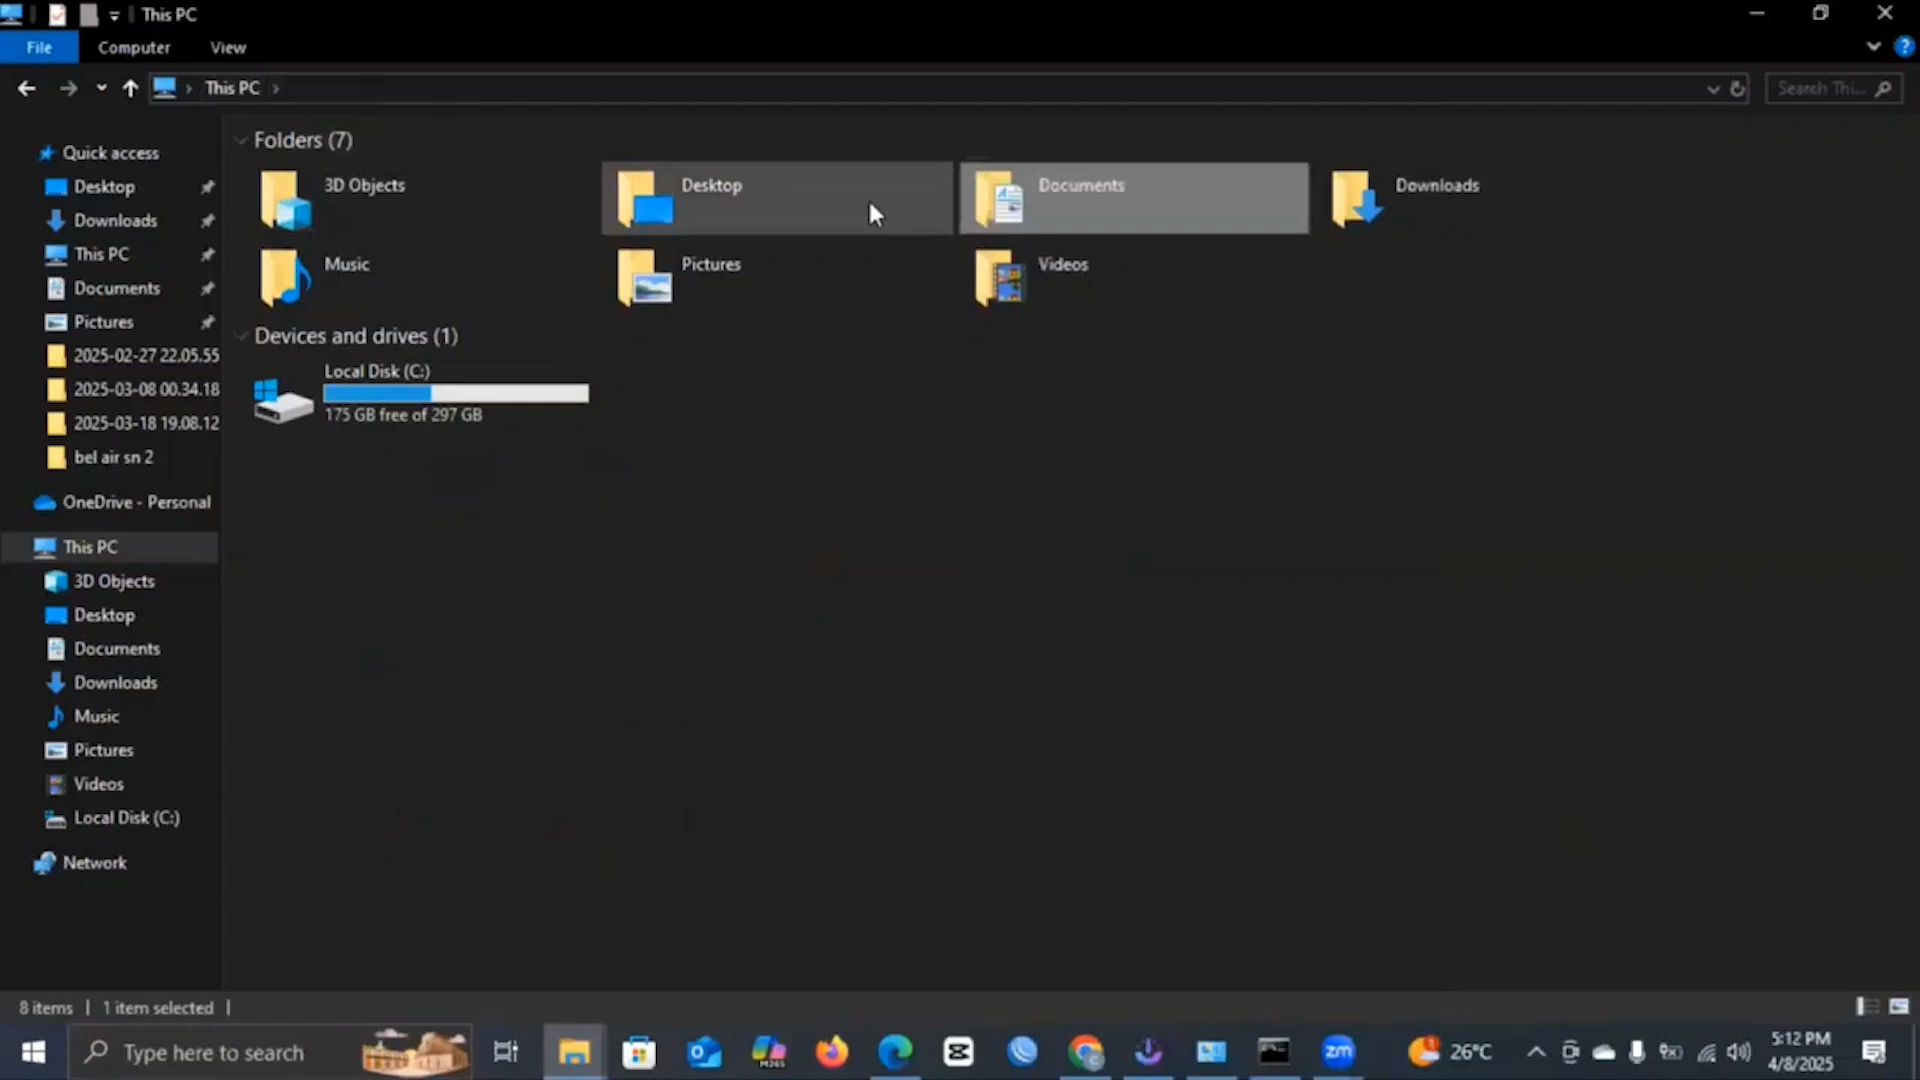 This PC
File
Computer
View
This PC
Search Thi...
Quick access
Desktop
Downloads
This PC
Documents
Pictures
2025-02-27 22.05.55
2025-03-08 00.34.18
2025-03-18 19.08.12
bel air sn 2
OneDrive - Personal
This PC
3D Objects
Desktop
Documents
Downloads
Music
Pictures
Videos
Local Disk (C:)
Network
Folders (7)
3D Objects
Desktop
Documents
Downloads
Music
Pictures
Videos
Devices and drives (1)
Local Disk (C:)
175 GB free of 297 GB
8 items
1 item selected
Type here to search
M365
zm
26°C
5:12 PM
4/8/2025